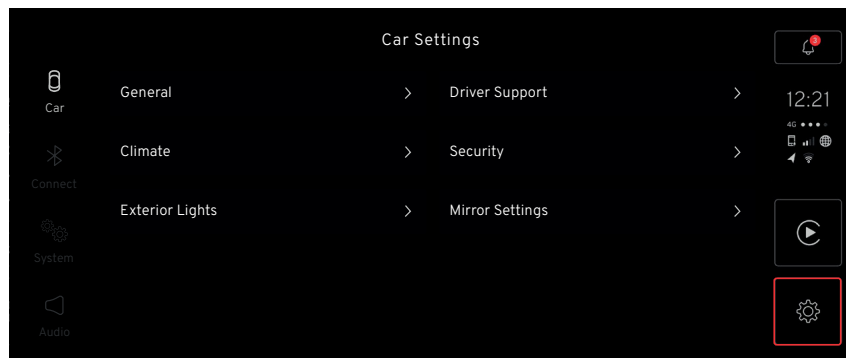 Car Settings
3
Car
General
Driver Support
12:21
4G
Climate
Security
Connect
Exterior Lights
Mirror Settings
System
Audio